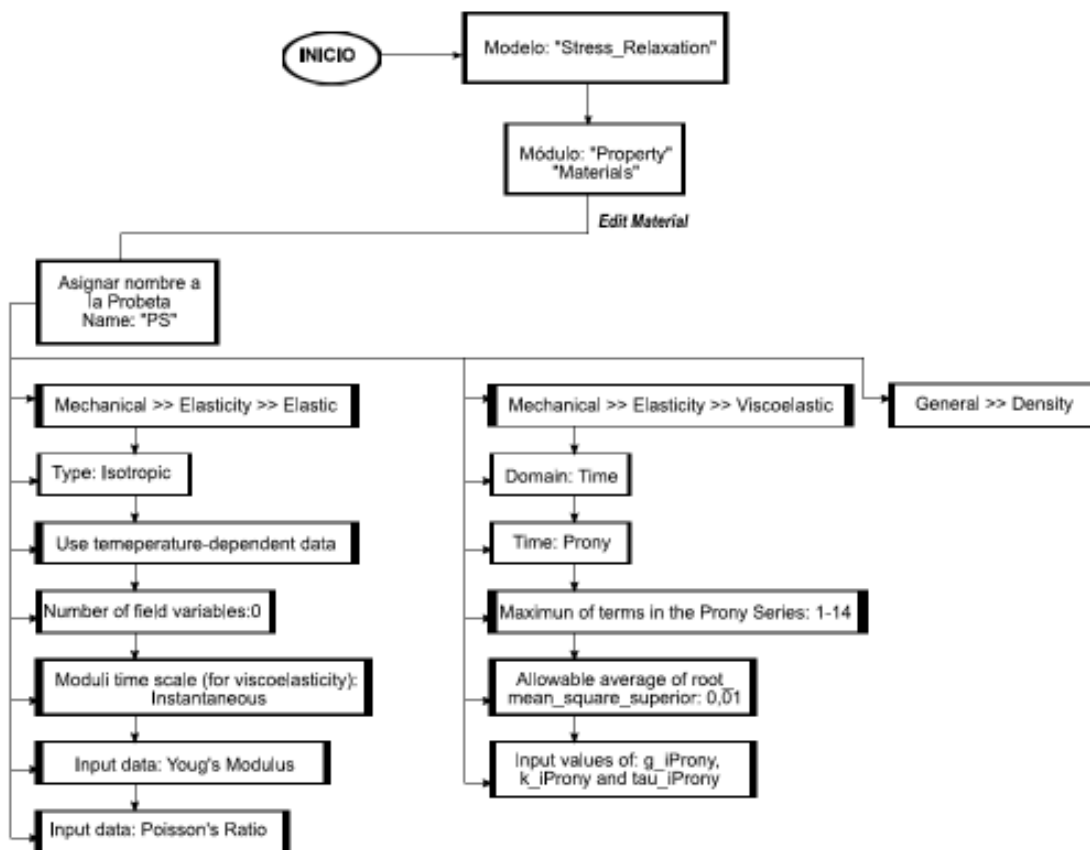 INICIO
Modelo: "Stress_Relaxation"
Módulo: "Property"
"Materials"
Edit Material
Asignar nombre a
la Probeta
Name: "PS"
Mechanical >> Elasticity >> Elastic
Type: Isotropic
Use temeperature-dependent data
Number of field variables:0
Moduli time scale (for viscoelasticity):
Instantaneous
Input data: Youg's Modulus
Input data: Poisson's Ratio
Mechanical >> Elasticity >> Viscoelastic
Domain: Time
Time: Prony
Maximun of terms in the Prony Series: 1-14
Allowable average of root_
mean_square_superior: 0,01
Input values of: g_iProny,
k_iProny and tau_iProny
General >> Density